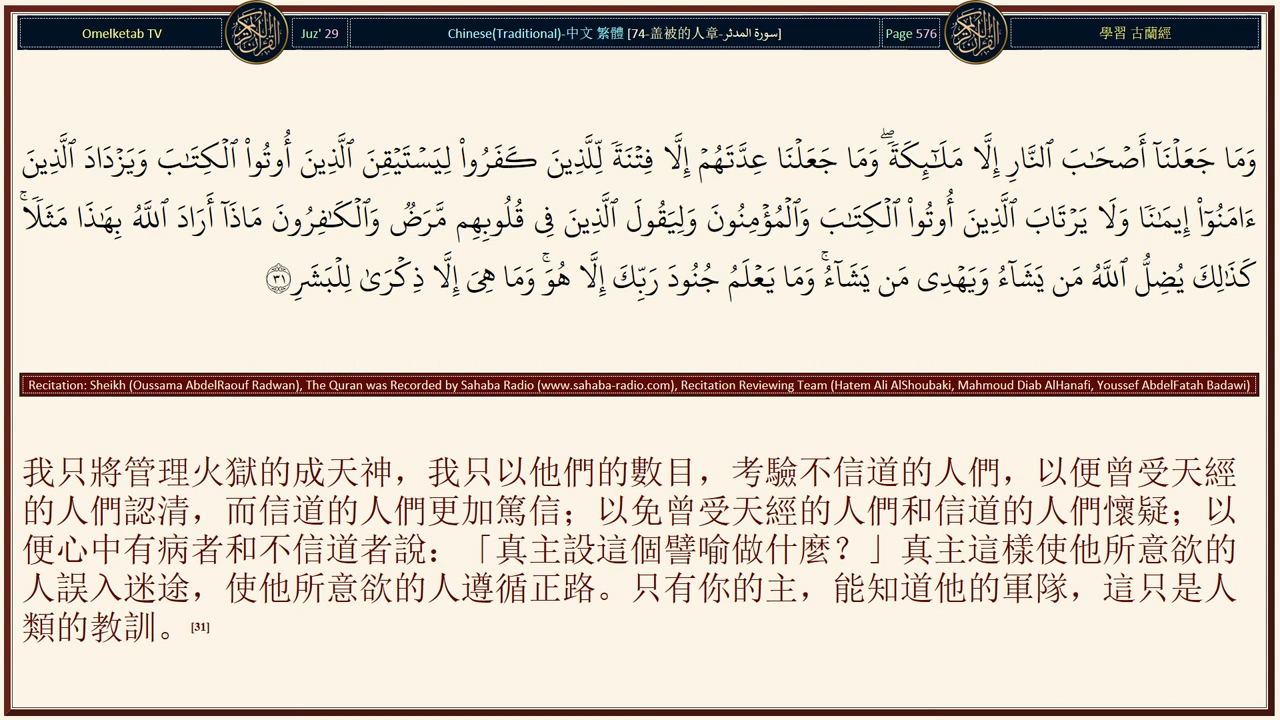 Omelketab TV
Juz' 29
Chinese(Traditional)-中文 繁體 [74-盖被的人章-سورة المدثر]
Page 576
學習 古蘭經
وَمَا جَعَلْنَآ أَصْحَٰبَ ٱلنَّارِ إِلَّا مَلَٰٓئِكَةًۖ وَمَا جَعَلْنَا عِدَّتَهُمْ إِلَّا فِتْنَةً لِّلَّذِينَ كَفَرُوا۟ لِيَسْتَيْقِنَ ٱلَّذِينَ أُوتُوا۟ ٱلْكِتَٰبَ وَيَزْدَادَ ٱلَّذِينَ
ءَامَنُوٓا۟ إِيمَٰنًا وَلَا يَرْتَابَ ٱلَّذِينَ أُوتُوا۟ ٱلْكِتَٰبَ وَٱلْمُؤْمِنُونَ وَلِيَقُولَ ٱلَّذِينَ فِى قُلُوبِهِم مَّرَضٌ وَٱلْكَٰفِرُونَ مَاذَآ أَرَادَ ٱللَّهُ بِهَٰذَا مَثَلًاۚ
كَذَٰلِكَ يُضِلُّ ٱللَّهُ مَن يَشَآءُ وَيَهْدِى مَن يَشَآءُۚ وَمَا يَعْلَمُ جُنُودَ رَبِّكَ إِلَّا هُوَۚ وَمَا هِىَ إِلَّا ذِكْرَىٰ لِلْبَشَرِ ٣١
Recitation: Sheikh (Oussama AbdelRaouf Radwan), The Quran was Recorded by Sahaba Radio (www.sahaba-radio.com), Recitation Reviewing Team (Hatem Ali AlShoubaki, Mahmoud Diab AlHanafi, Youssef AbdelFatah Badawi)
我只將管理火獄的成天神，我只以他們的數目，考驗不信道的人們，以便曾受天經
的人們認清，而信道的人們更加篤信；以免曾受天經的人們和信道的人們懷疑；以
便心中有病者和不信道者說：「真主設這個譬喻做什麼？」真主這樣使他所意欲的
人誤入迷途，使他所意欲的人遵循正路。只有你的主，能知道他的軍隊，這只是人
類的教訓。[31]